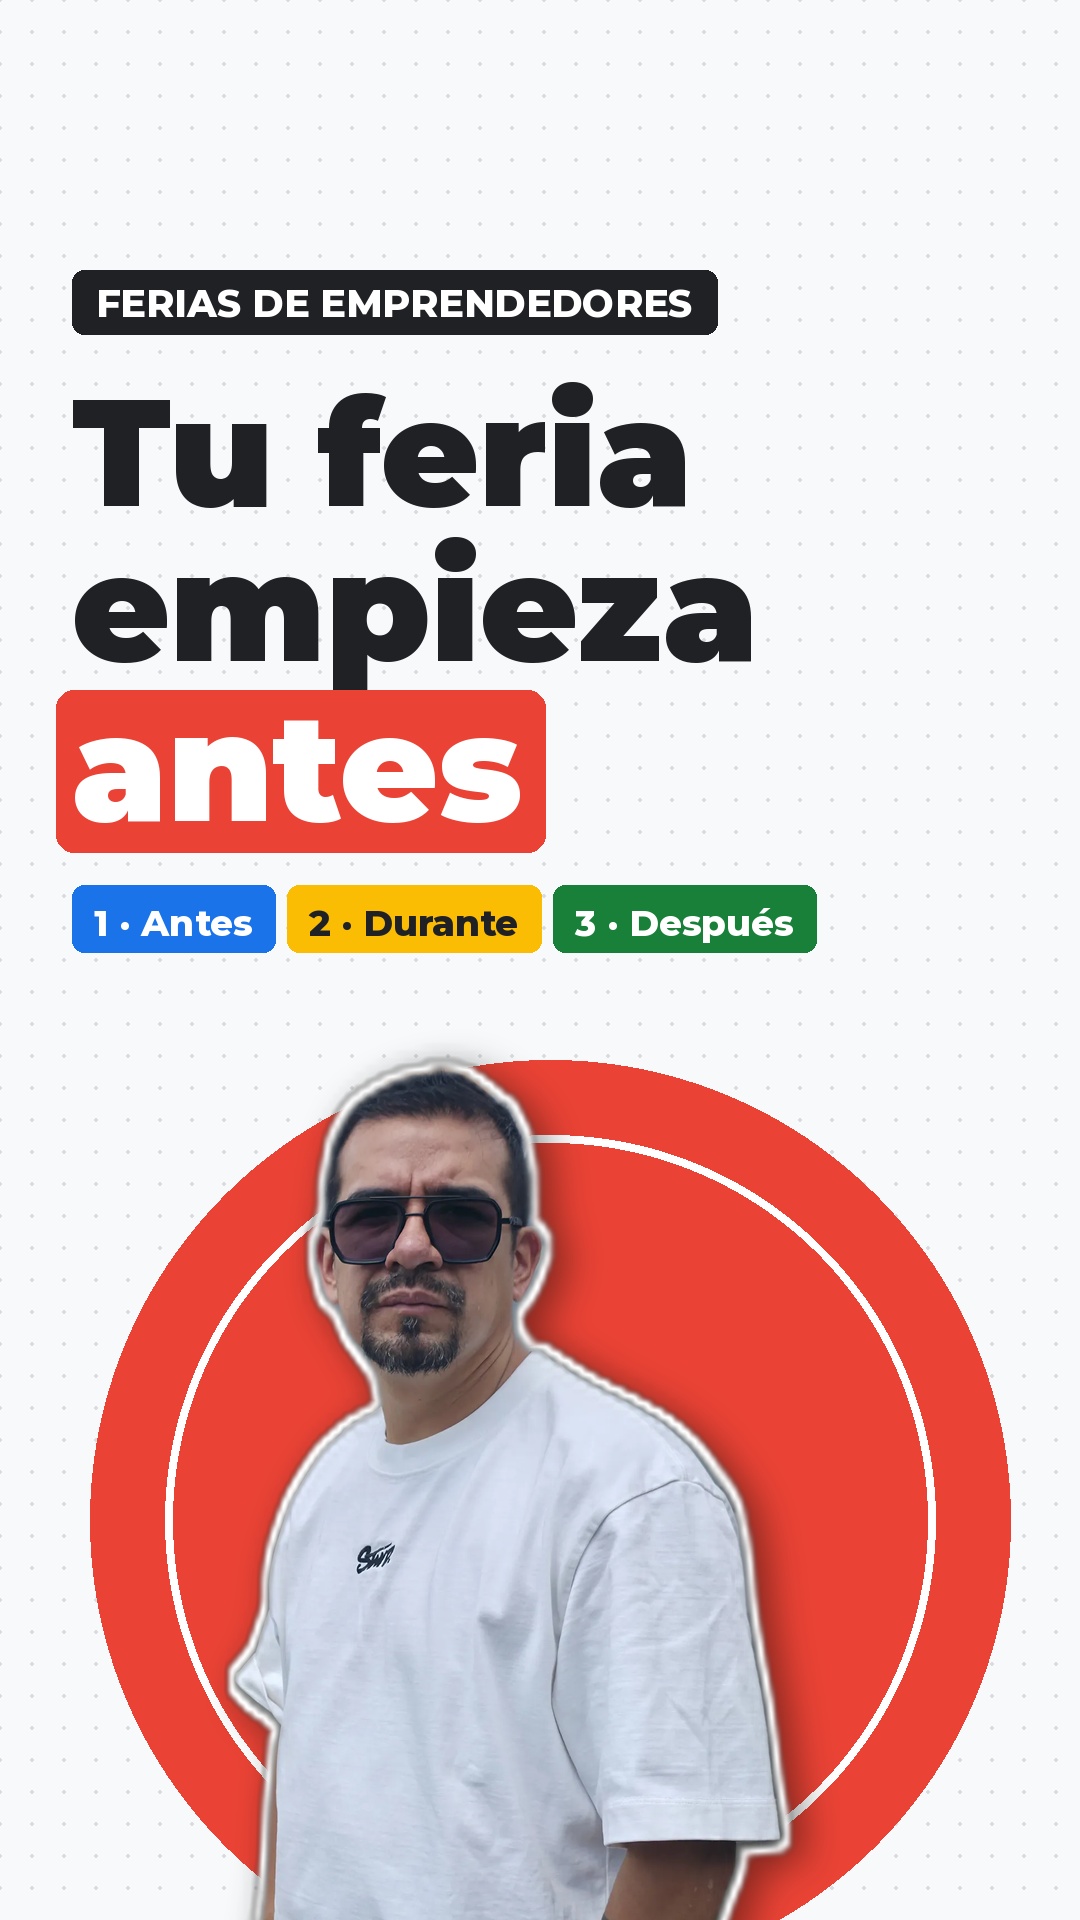 FERIAS DE EMPRENDEDORES
Tu feria
empieza
antes
1 · Antes 2 · Durante 3 · Después